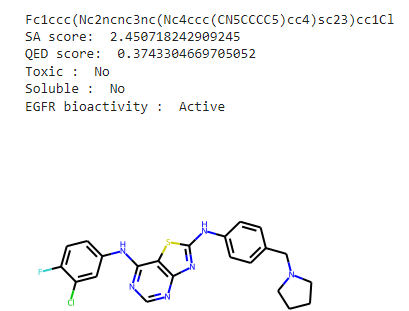 Fc1ccc(Nc2ncnc3nc(Nc4ccc(CN5CCCC5)cc4)sc23)cc1Cl
SA score:  2.450718242909245
QED score:  0.3743304669705052
Toxic :  No
Soluble :  No
EGFR bioactivity :  Active
H
N
S
H
N
F
Cl
N
N
N
N